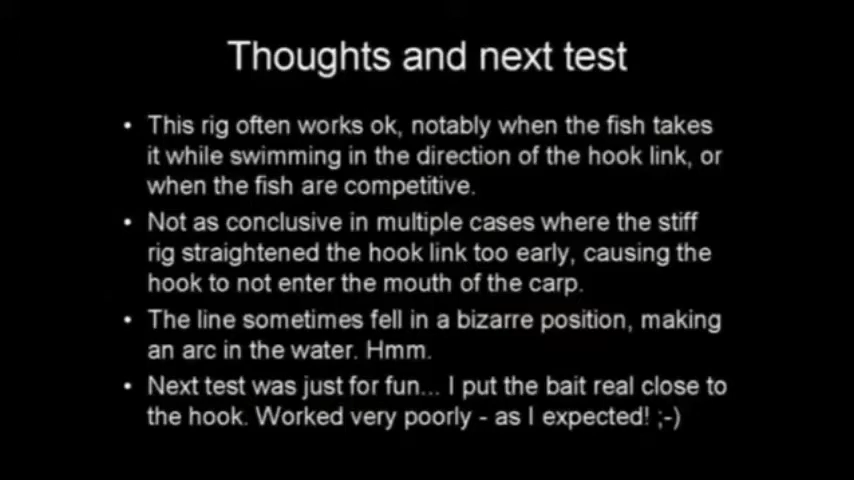 Thoughts and next test
• This rig often works ok, notably when the fish takes
it while swimming in the direction of the hook link, or
when the fish are competitive.
• Not as conclusive in multiple cases where the stiff
rig straightened the hook link too early, causing the
hook to not enter the mouth of the carp.
• The line sometimes fell in a bizarre position, making
an arc in the water. Hmm.
• Next test was just for fun... I put the bait real close to
the hook. Worked very poorly - as I expected! ;-)